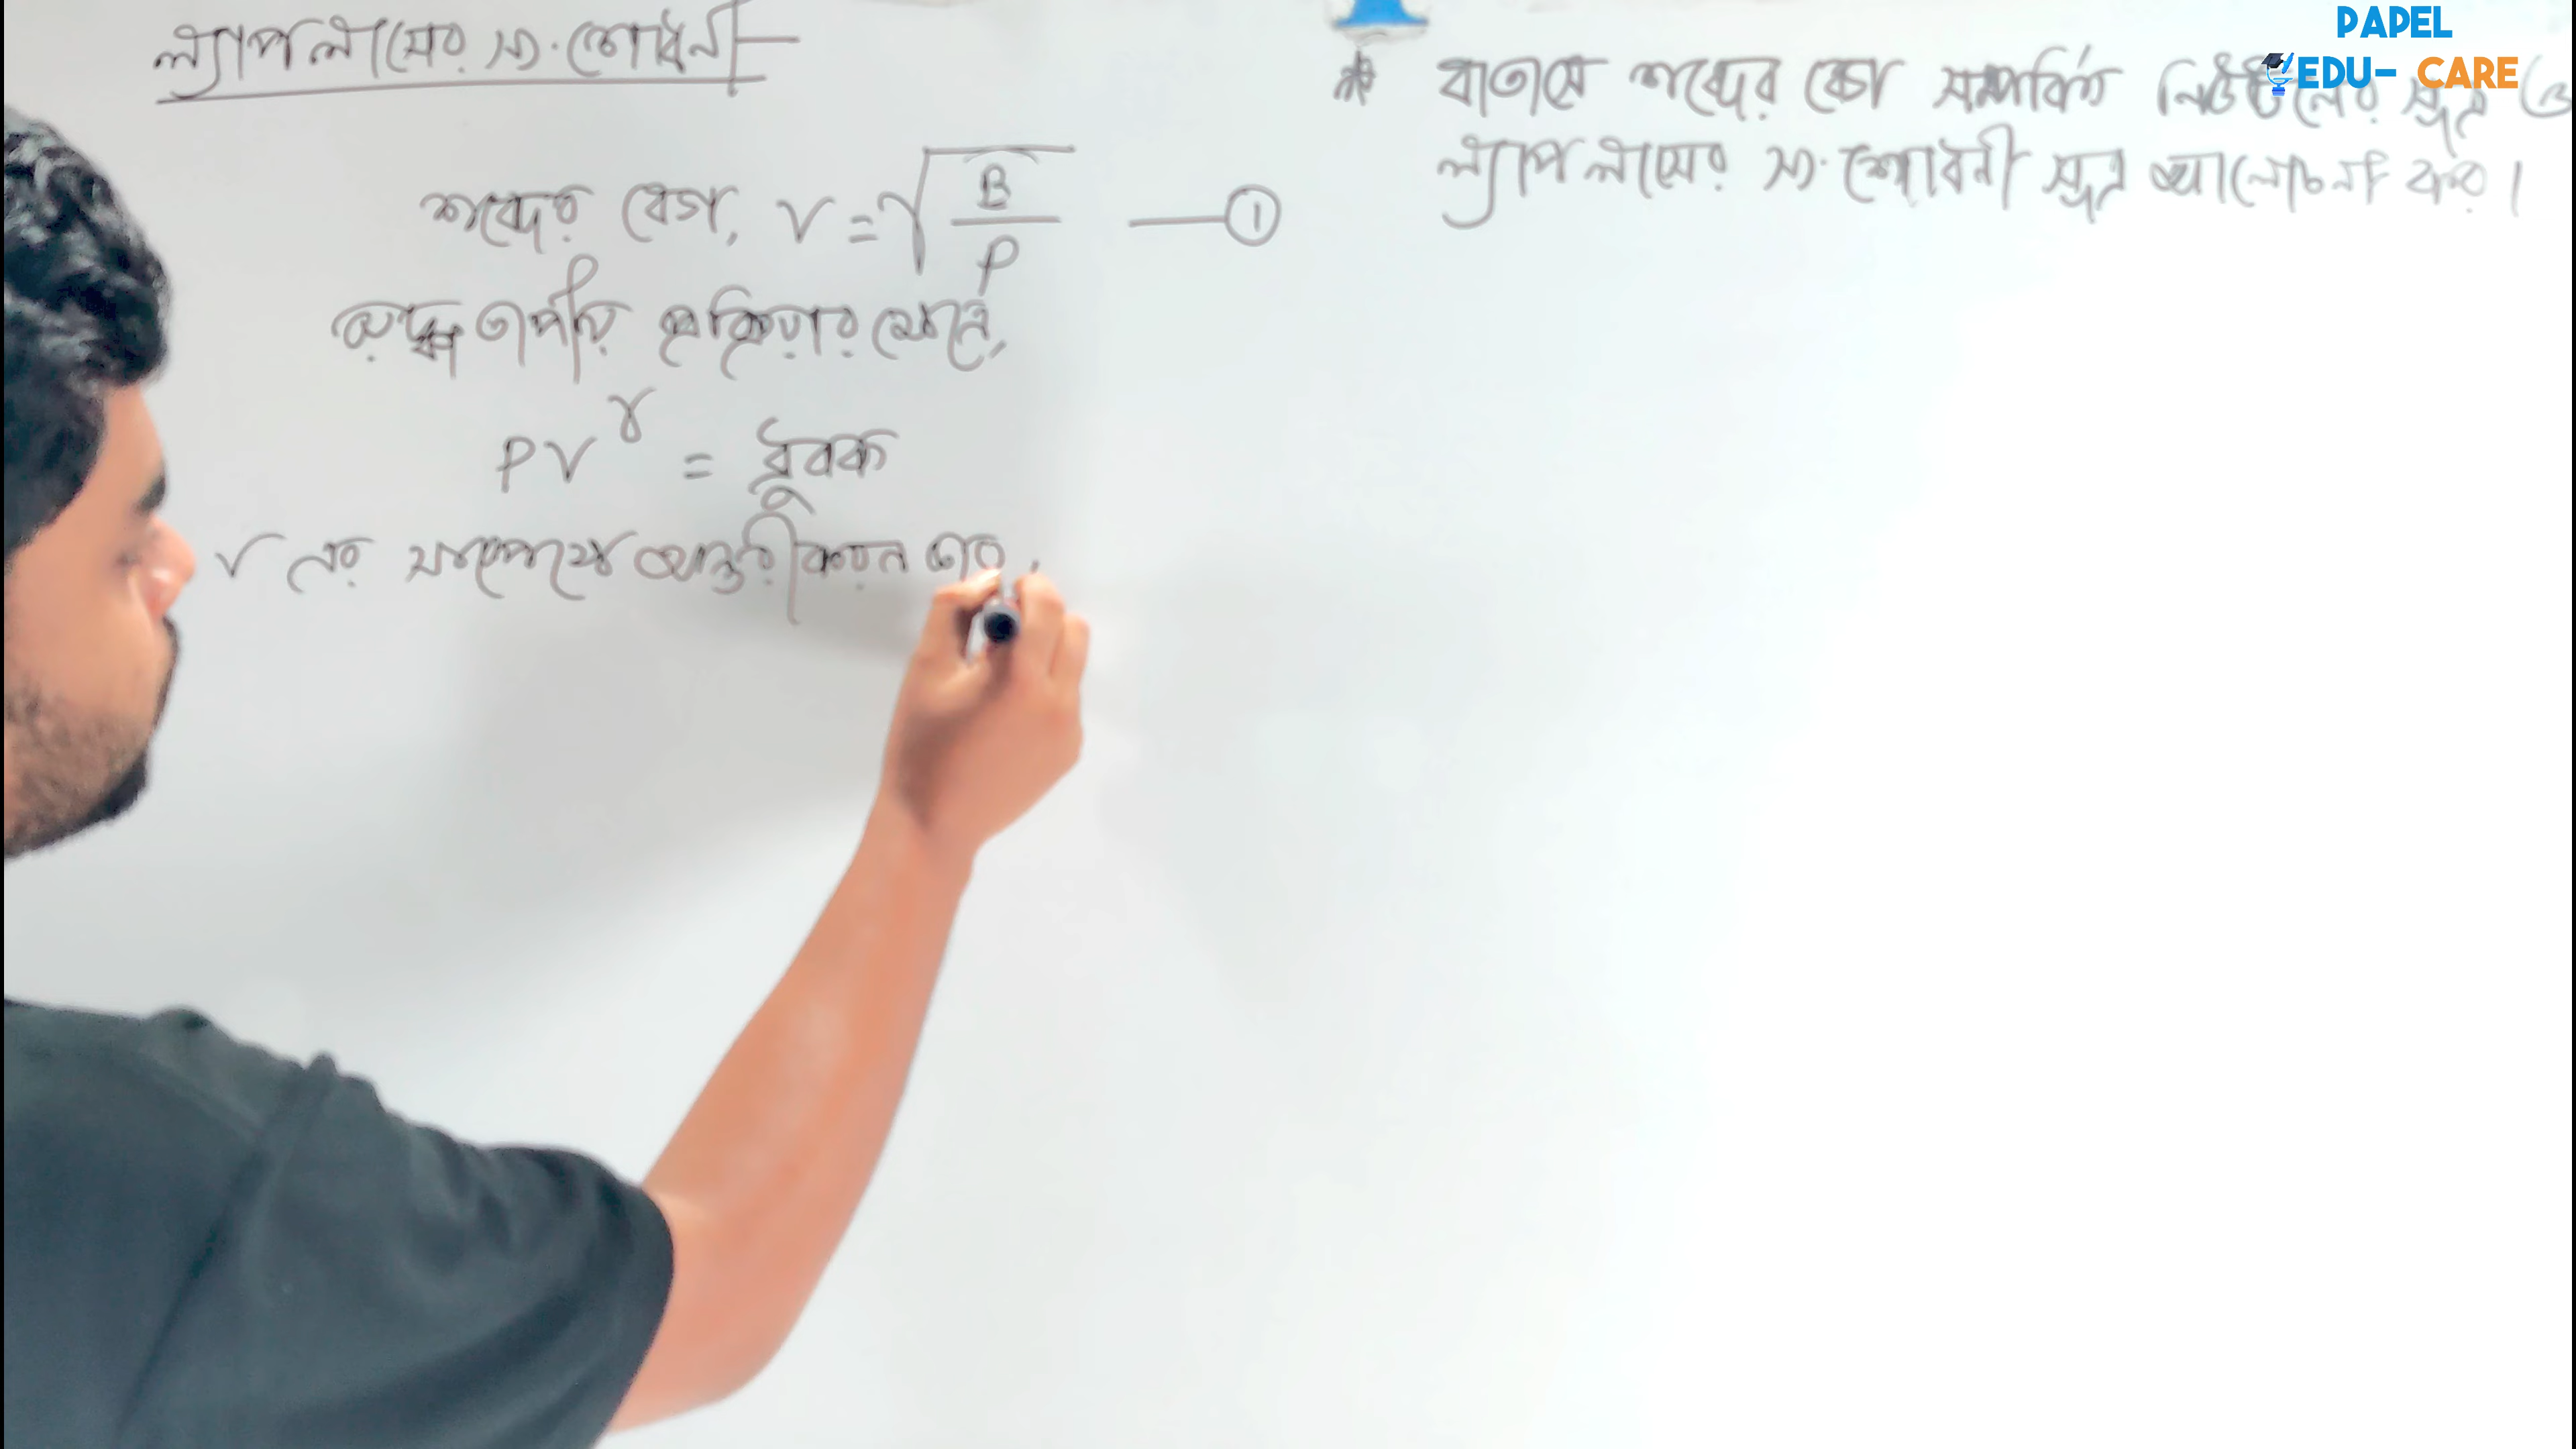 ল্যাপলাসের সংশোধনী
শব্দের বেগ, v = √(B/ρ) — ①
রুদ্ধতাপীয় প্রক্রিয়ার ক্ষেত্রে,
PV^γ = ধ্রুবক
V এর সাপেক্ষে অন্তরীকরন করে,
* বাতাসে শব্দের বেগ সম্পর্কিত নিউটনের সূত্র ও
ল্যাপলাসের সংশোধনী সূত্র আলোচনা কর।
PAPEL
EDU- CARE